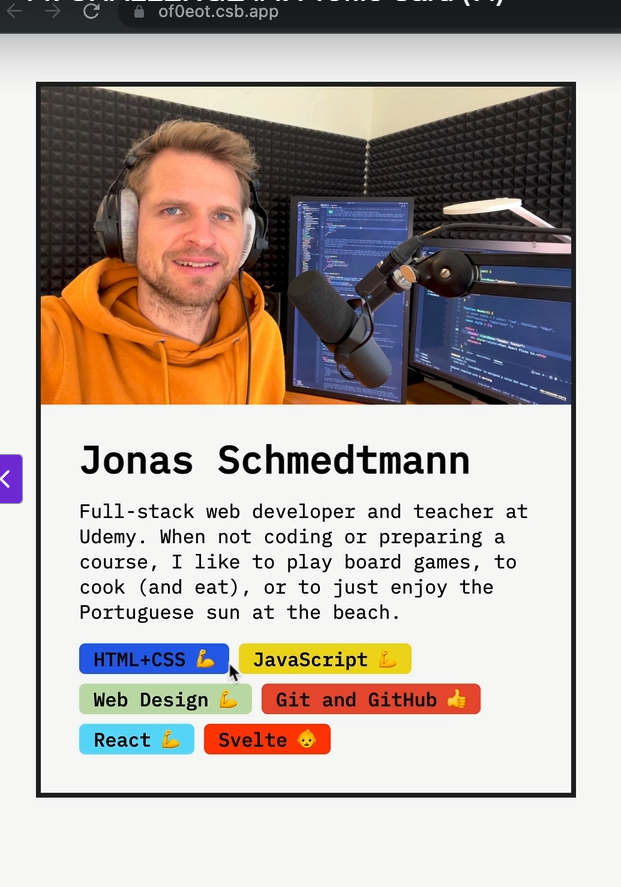 of0eot.csb.app
Jonas Schmedtmann
Full-stack web developer and teacher at
Udemy. When not coding or preparing a
course, I like to play board games, to
cook (and eat), or to just enjoy the
Portuguese sun at the beach.
HTML+CSS 💪 JavaScript 💪
Web Design 💪 Git and GitHub 👍
React 💪 Svelte 👶